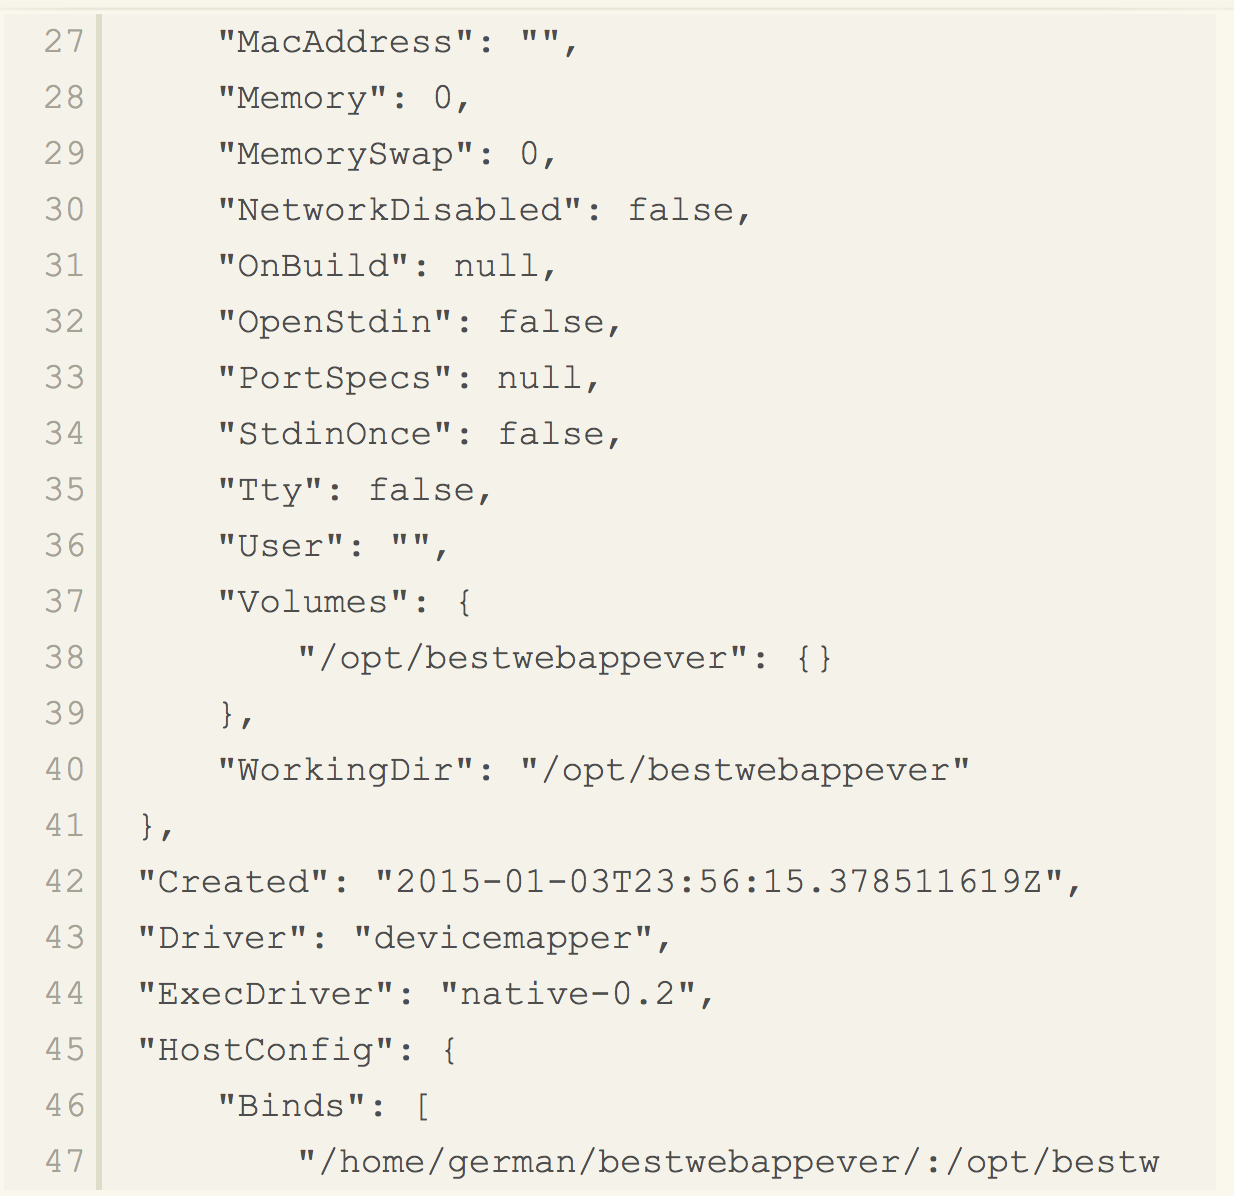 27 "MacAddress": "",
28 "Memory": 0,
29 "MemorySwap": 0,
30 "NetworkDisabled": false,
31 "OnBuild": null,
32 "OpenStdin": false,
33 "PortSpecs": null,
34 "StdinOnce": false,
35 "Tty": false,
36 "User": "",
37 "Volumes": {
38 "/opt/bestwebappever": {}
39 },
40 "WorkingDir": "/opt/bestwebappever"
41 },
42 "Created": "2015-01-03T23:56:15.378511619Z",
43 "Driver": "devicemapper",
44 "ExecDriver": "native-0.2",
45 "HostConfig": {
46 "Binds": [
47 "/home/german/bestwebappever/:/opt/bestw